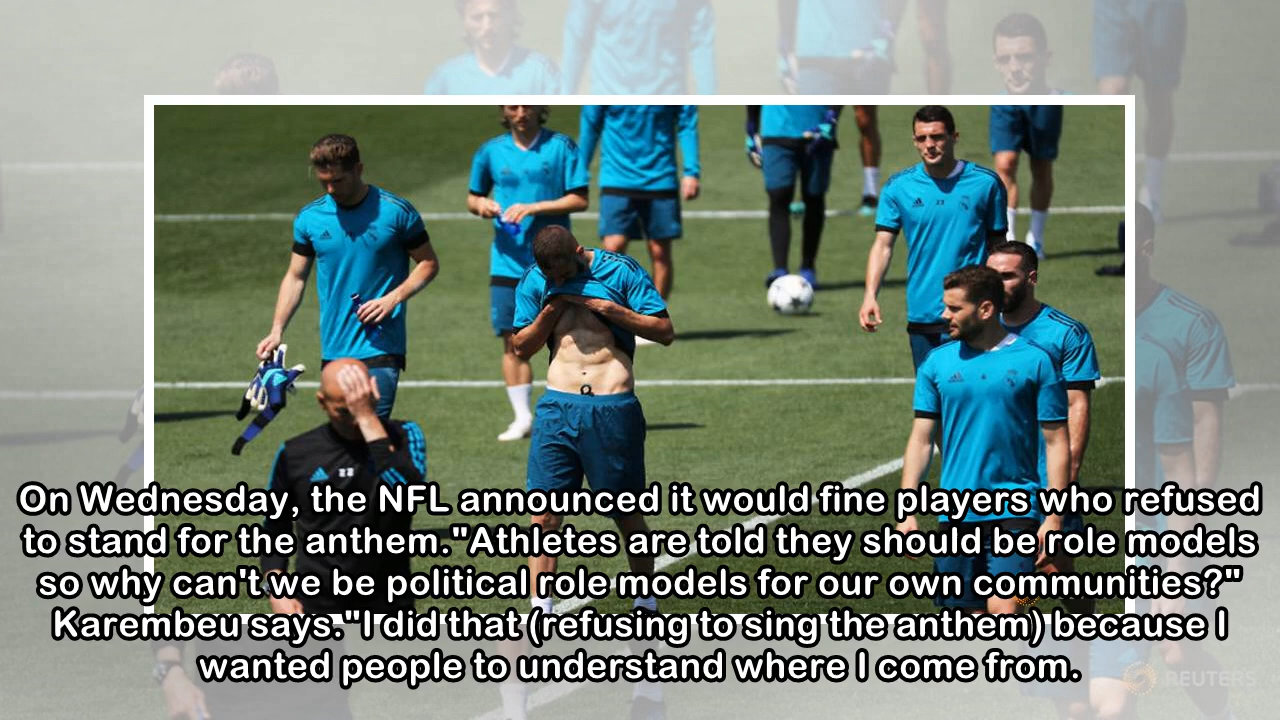 On Wednesday, the NFL announced it would fine players who refused
to stand for the anthem."Athletes are told they should be role models
so why can't we be political role models for our own communities?"
Karembeu says."I did that (refusing to sing the anthem) because I
wanted people to understand where I come from.
REUTERS